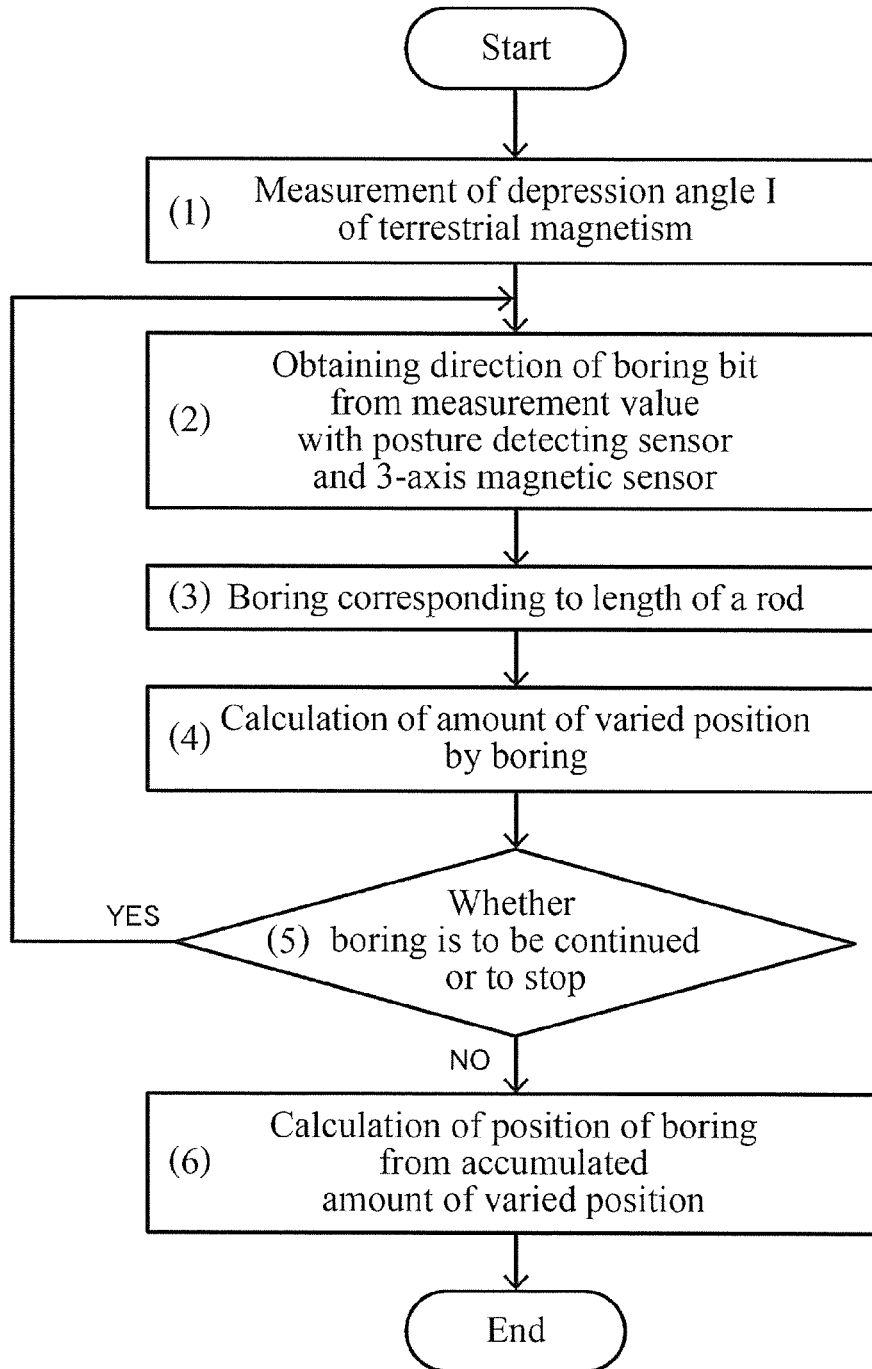 Start
(1) Measurement of depression angle I
of terrestrial magnetism
Obtaining direction of boring bit
from measurement value
(2) with posture detecting sensor
and 3-axis magnetic sensor
(3) Boring corresponding to length of a rod
(4) Calculation of amount of varied position
by boring
YES
Whether
(5) boring is to be continued
or to stop
NO
Calculation of position of boring
(6) from accumulated
amount of varied position
End